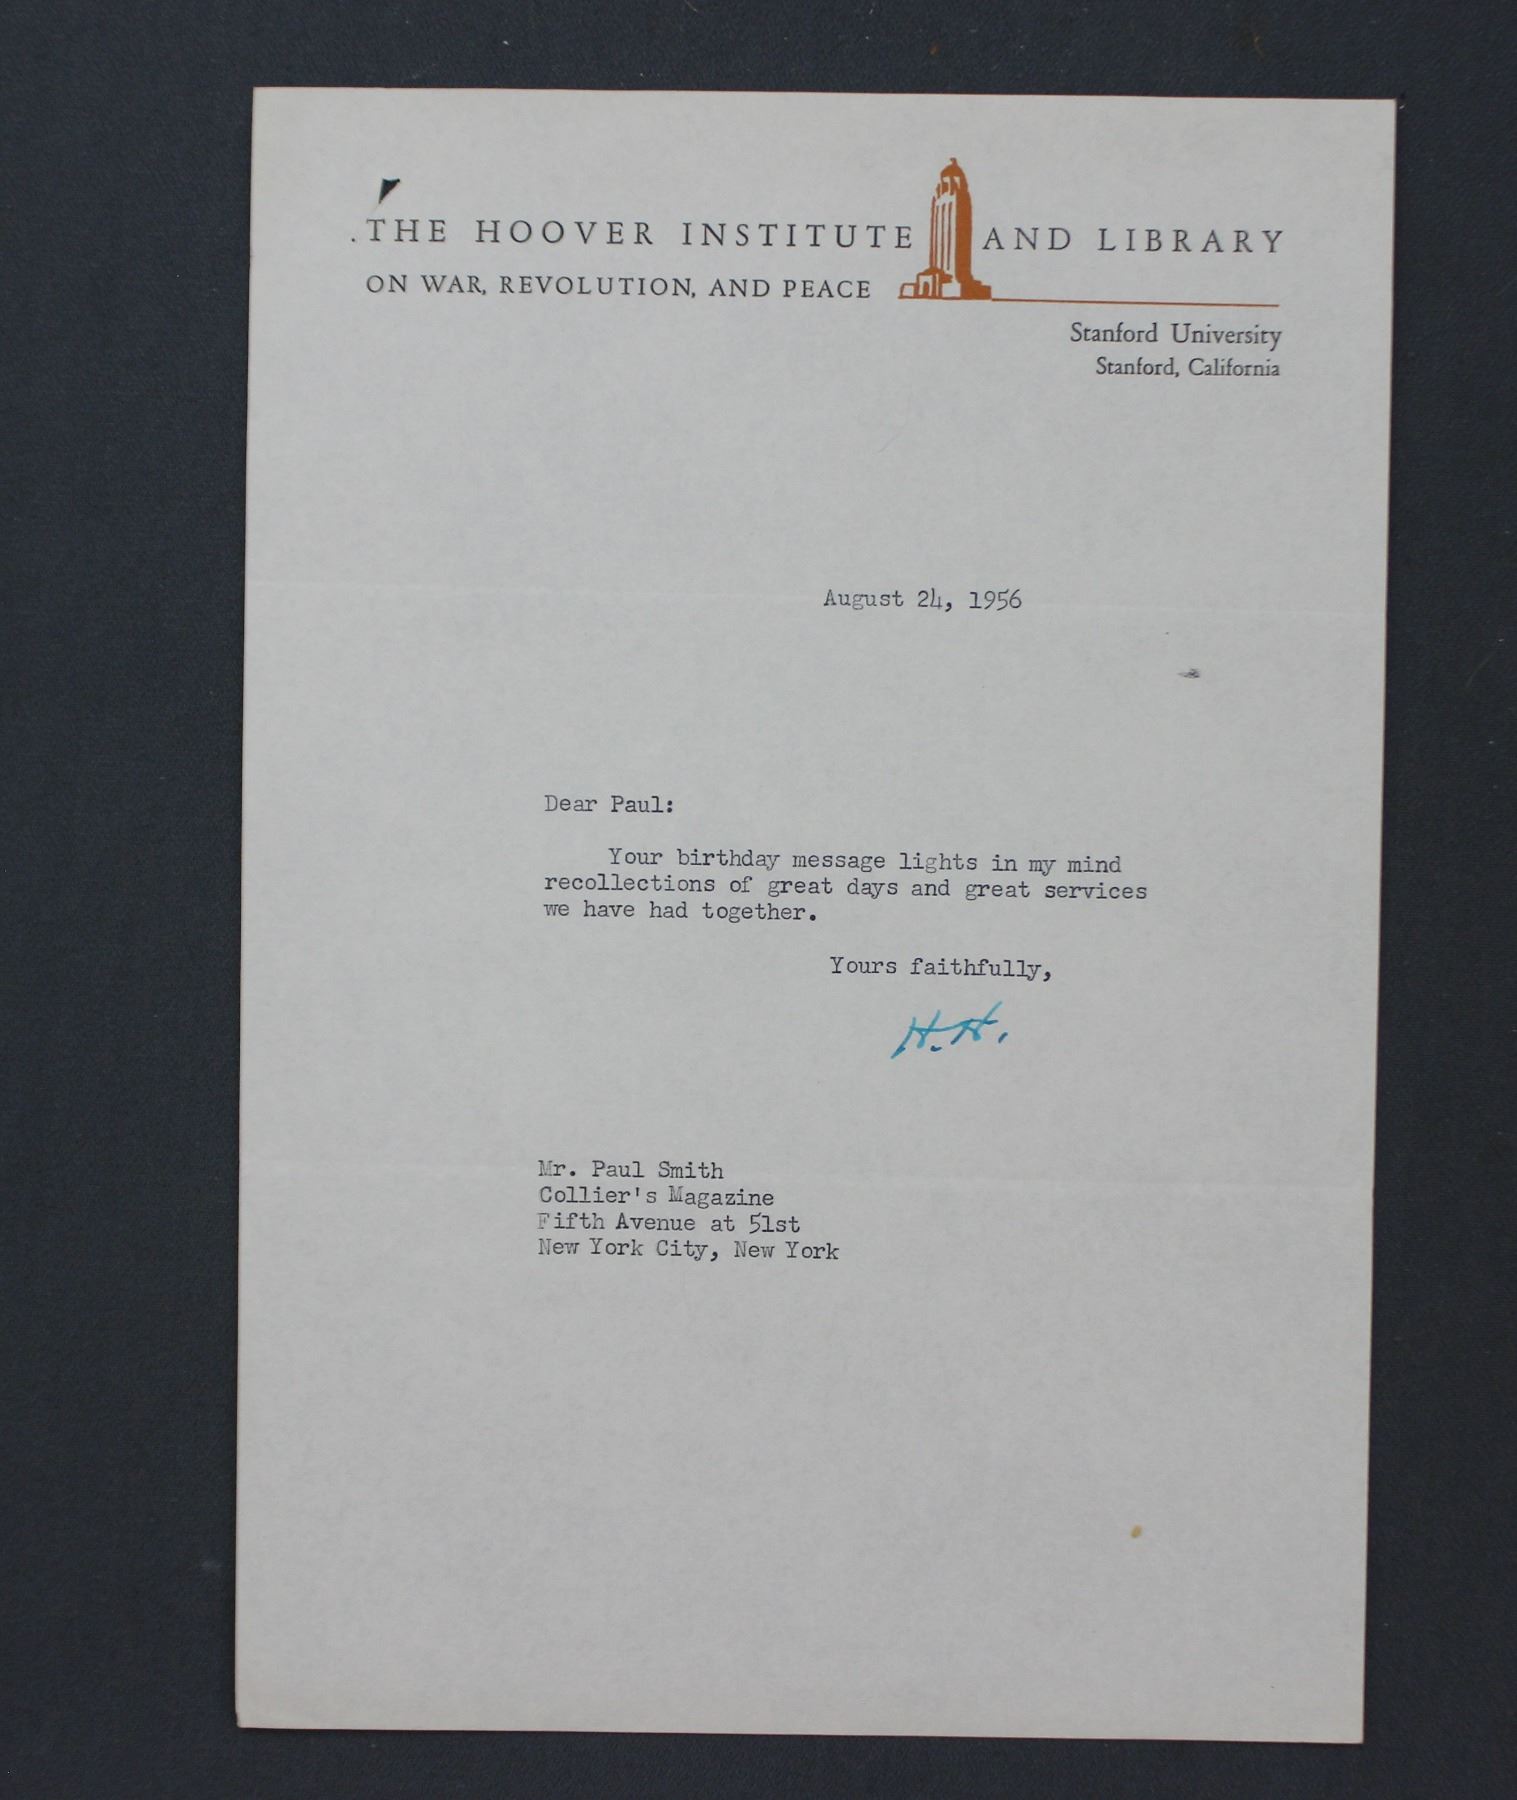 THE HOOVER INSTITUTE AND LIBRARY
ON WAR, REVOLUTION, AND PEACE
Stanford University
Stanford, California
August 24, 1956
Dear Paul:
Your birthday message lights in my mind
recollections of great days and great services
we have had together.
Yours faithfully,
H.H.
Mr. Paul Smith
Collier's Magazine
Fifth Avenue at 51st
New York City, New York